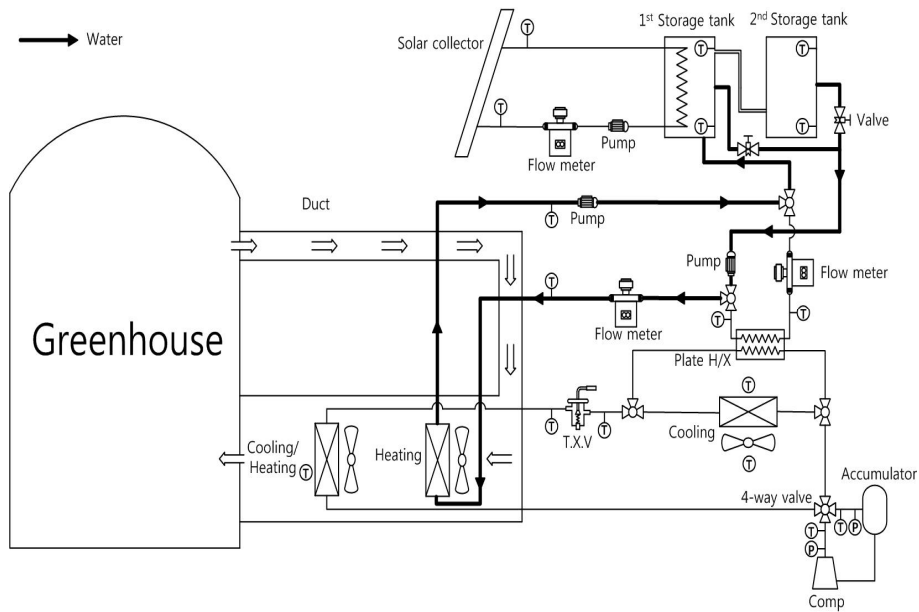 Water
Solar collector
1st Storage tank
2nd Storage tank
T
T
T
T
T
T
Valve
Flow meter
Pump
Duct
T
Pump
Pump
Flow meter
T
Flow meter
T
T
Greenhouse
Plate H/X
T
T
T
T.X.V
Cooling
T
Cooling/
Heating
T
Heating
Accumulator
4-way valve
T
P
T
P
Comp